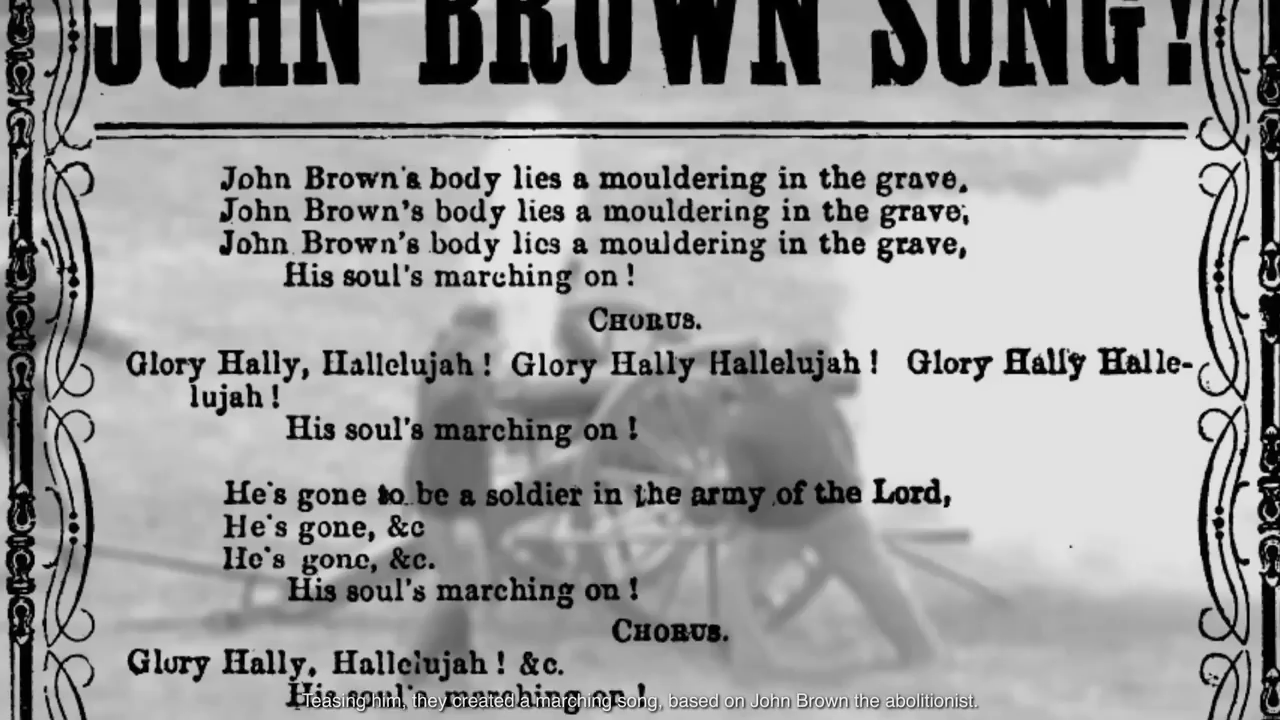 JOHN BROWN SONG!
John Brown's body lies a mouldering in the grave,
John Brown's body lies a mouldering in the grave;
John Brown's body lies a mouldering in the grave,
His soul's marching on !
CHORUS.
Glory Hally, Hallelujah ! Glory Hally Hallelujah ! Glory Hally Halle-
lujah !
His soul's marching on !
He's gone to be a soldier in the army of the Lord,
He's gone, &c
He's gone, &c.
His soul's marching on !
CHORUS.
Glory Hally, Hallelujah ! &c.
His soul's marching on !
Teasing him, they created a marching song, based on John Brown the abolitionist.